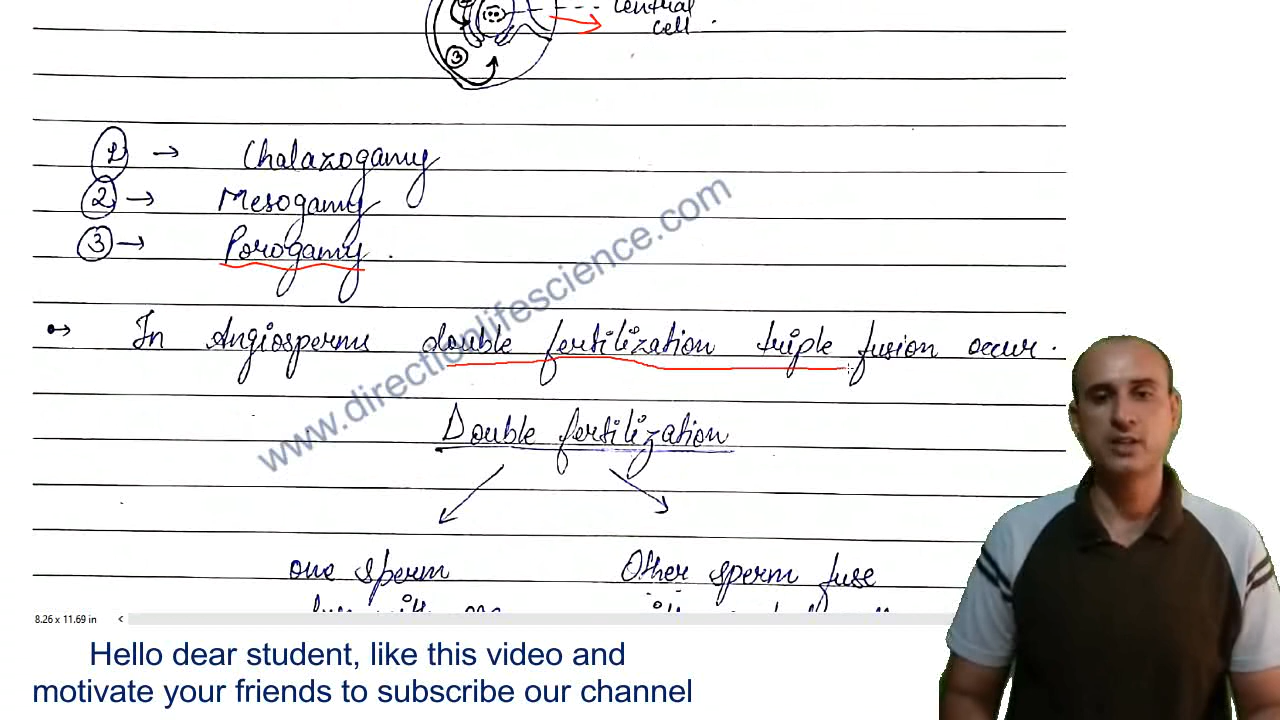 Central
cell.
3
1 → Chalazogamy
2 → Mesogamy
3 → Porogamy.
In Angiosperms double fertilization triple fusion occur.
Double fertilization
one sperm
Other sperm fuse
www.directionlifescience.com
8.26 x 11.69 in
Hello dear student, like this video and
motivate your friends to subscribe our channel